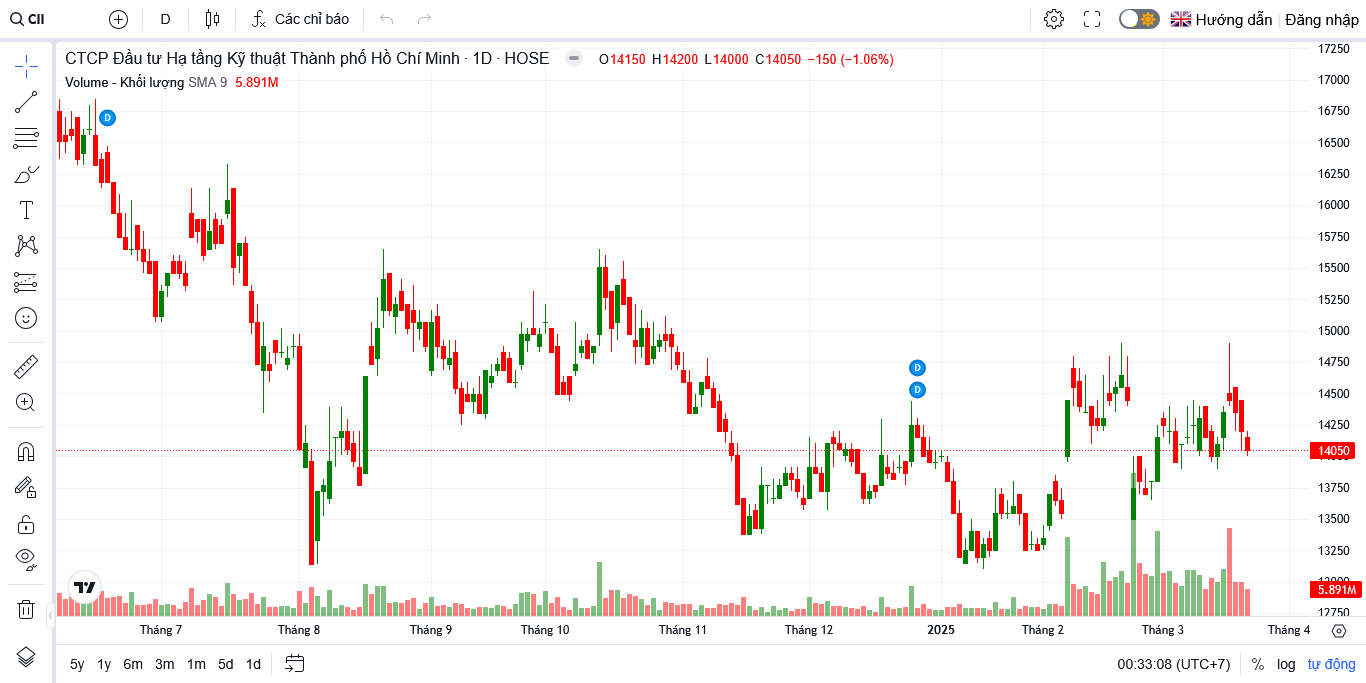 CII D Các chỉ báo Hướng dẫn Đăng nhập
CTCP Đầu tư Hạ tầng Kỹ thuật Thành phố Hồ Chí Minh · 1D · HOSE O14150 H14200 L14000 C14050 −150 (−1.06%)
Volume - Khối lượng SMA 9 5.891M
D
D
D
17250
17000
16750
16500
16250
16000
15750
15500
15250
15000
14750
14500
14250
14050
13750
13500
13250
13000
5.891M
12750
Tháng 7 Tháng 8 Tháng 9 Tháng 10 Tháng 11 Tháng 12 2025 Tháng 2 Tháng 3 Tháng 4
5y 1y 6m 3m 1m 5d 1d 00:33:08 (UTC+7) % log tự động